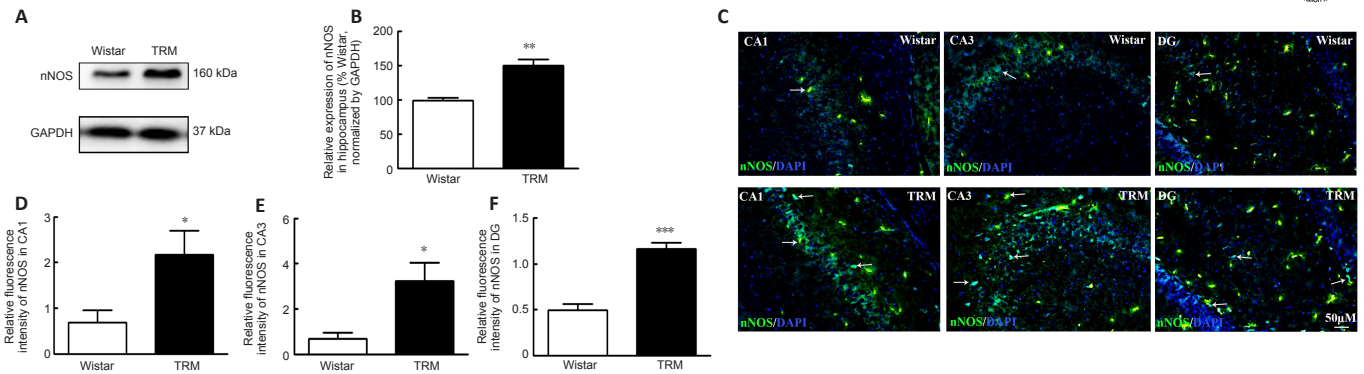 A
Wistar
TRM
nNOS
160 kDa
GAPDH
37 kDa
B
Relative expression of nNOS
in hippocampus (% Wistar,
normalized by GAPDH)
200
150
100
50
0
**
Wistar
TRM
C
CA1
Wistar
nNOS/DAPI
CA3
Wistar
nNOS/DAPI
DG
Wistar
nNOS/DAPI
CA1
TRM
nNOS/DAPI
CA3
TRM
nNOS/DAPI
DG
TRM
nNOS/DAPI
50μM
D
Relative fluorescence
intensity of nNOS in CA1
3
2
1
0
*
Wistar
TRM
E
Relative fluorescence
intensity of nNOS in CA3
6
4
2
0
*
Wistar
TRM
F
Relative fluorescence
intensity of nNOS in DG
1.5
1.0
0.5
0
***
Wistar
TRM